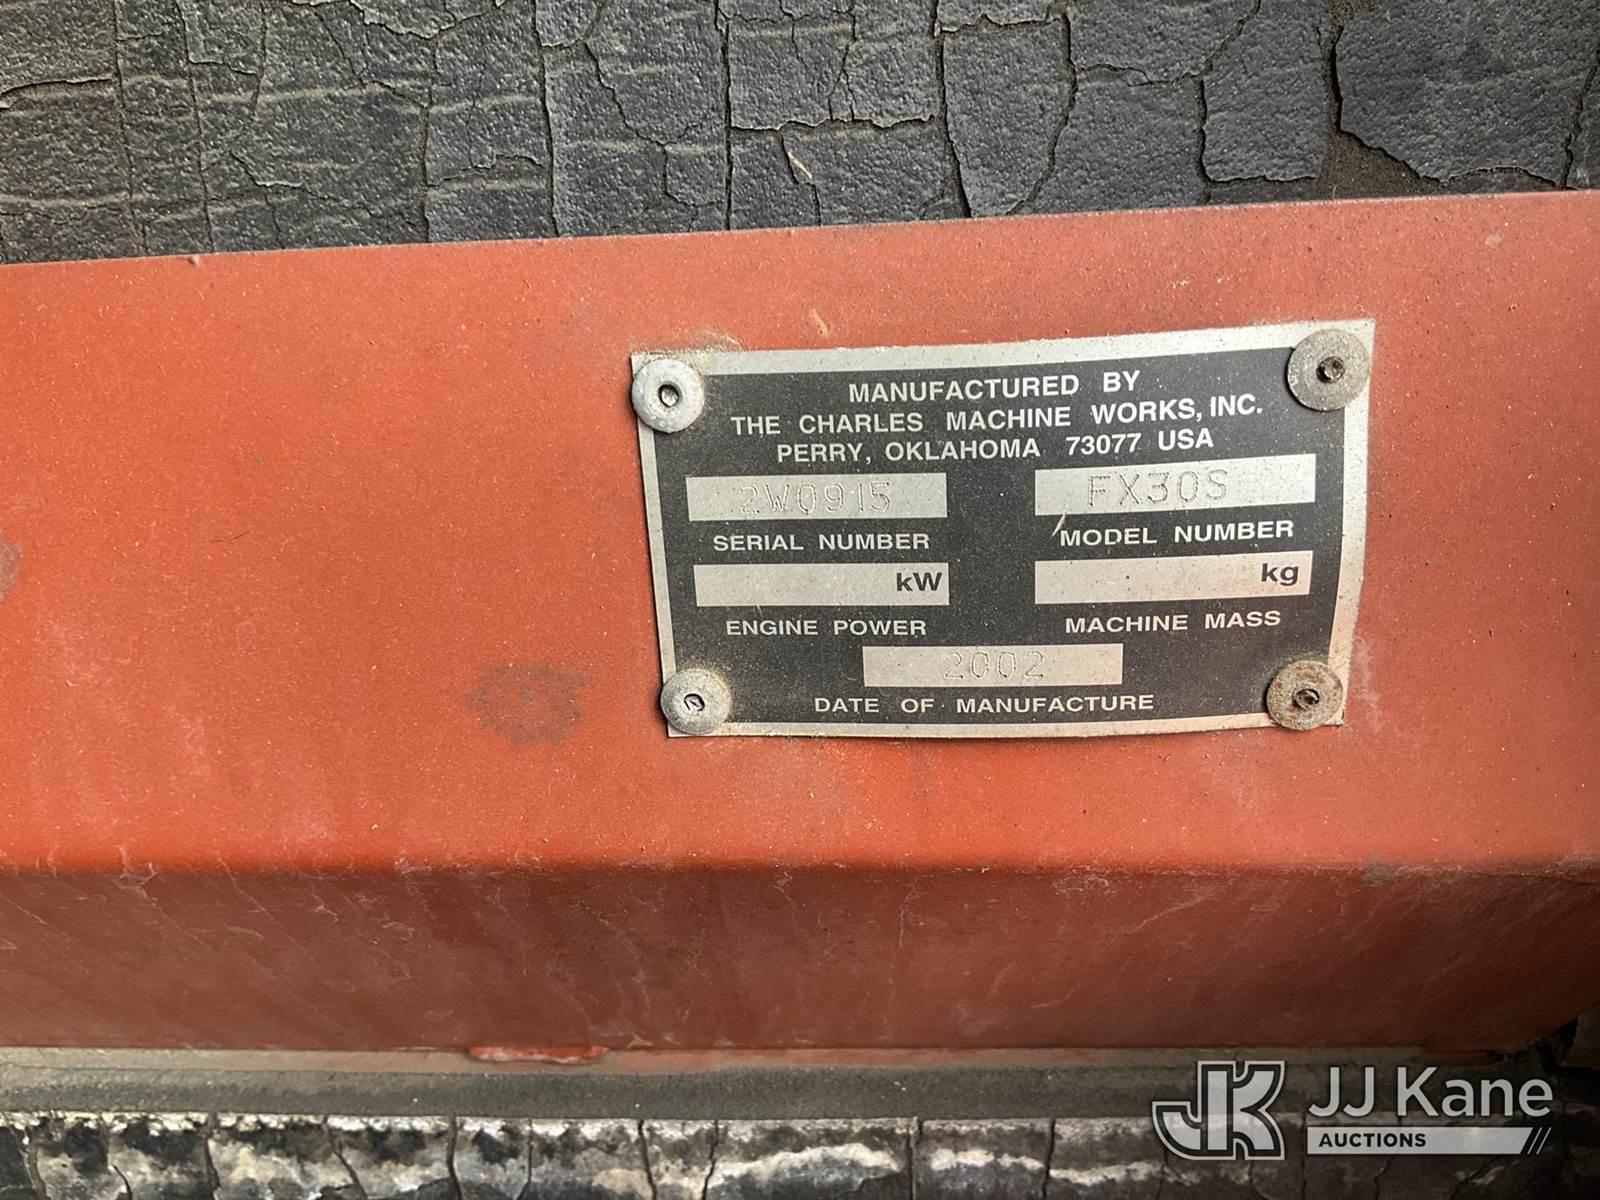 MANUFACTURED BY
THE CHARLES MACHINE WORKS, INC.
PERRY, OKLAHOMA 73077 USA
2W0915 FX30S
SERIAL NUMBER MODEL NUMBER
kW kg
ENGINE POWER MACHINE MASS
2002
DATE OF MANUFACTURE
JK JJ Kane
AUCTIONS